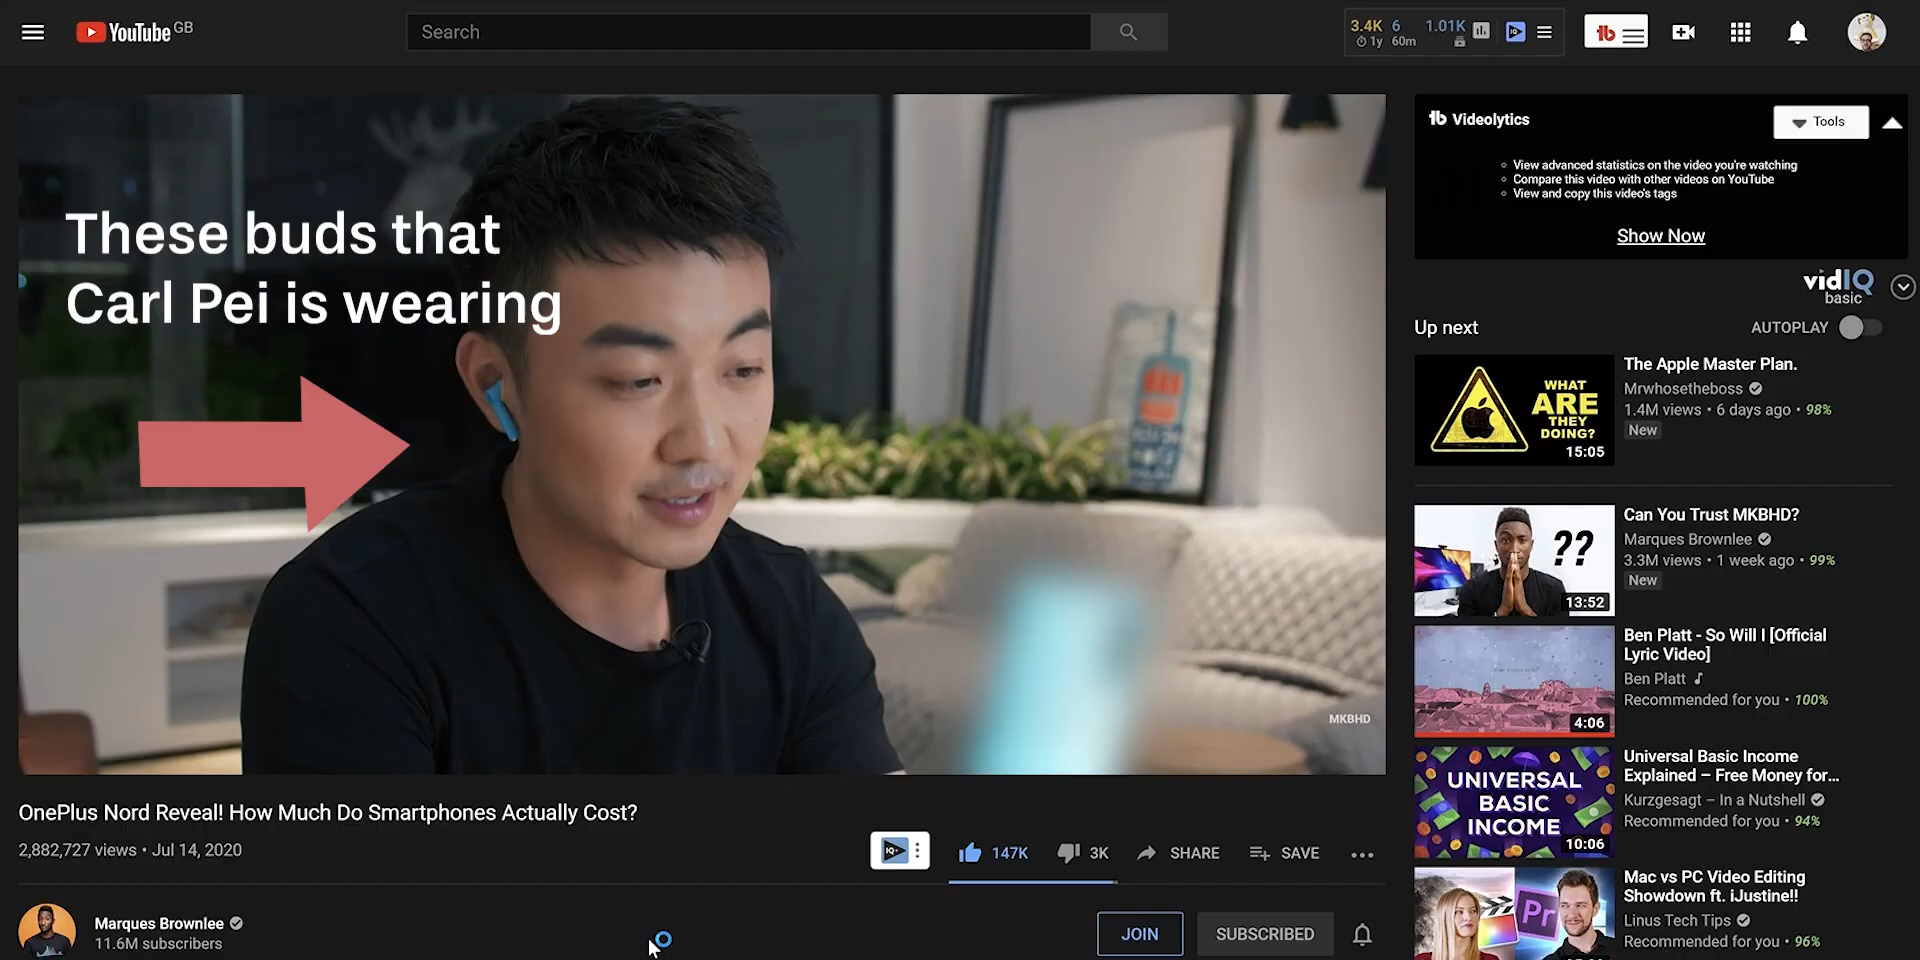 YouTube GB
Search
3.4K 6 1.01K
1y 60m
These buds that
Carl Pei is wearing
MKBHD
OnePlus Nord Reveal! How Much Do Smartphones Actually Cost?
2,882,727 views • Jul 14, 2020
147K 3K SHARE SAVE
Marques Brownlee
11.6M subscribers
JOIN SUBSCRIBED
tb Videolytics
Tools
View advanced statistics on the video you're watching
Compare this video with other videos on YouTube
View and copy this video's tags
Show Now
vidIQ
basic
Up next AUTOPLAY
WHAT
ARE
THEY
DOING?
15:05
The Apple Master Plan.
Mrwhosetheboss
1.4M views • 6 days ago • 98%
New
??
13:52
Can You Trust MKBHD?
Marques Brownlee
3.3M views • 1 week ago • 99%
New
4:06
Ben Platt - So Will I [Official
Lyric Video]
Ben Platt
Recommended for you • 100%
UNIVERSAL
BASIC
INCOME
10:06
Universal Basic Income
Explained – Free Money for...
Kurzgesagt – In a Nutshell
Recommended for you • 94%
Pr
Mac vs PC Video Editing
Showdown ft. iJustine!!
Linus Tech Tips
Recommended for you • 96%